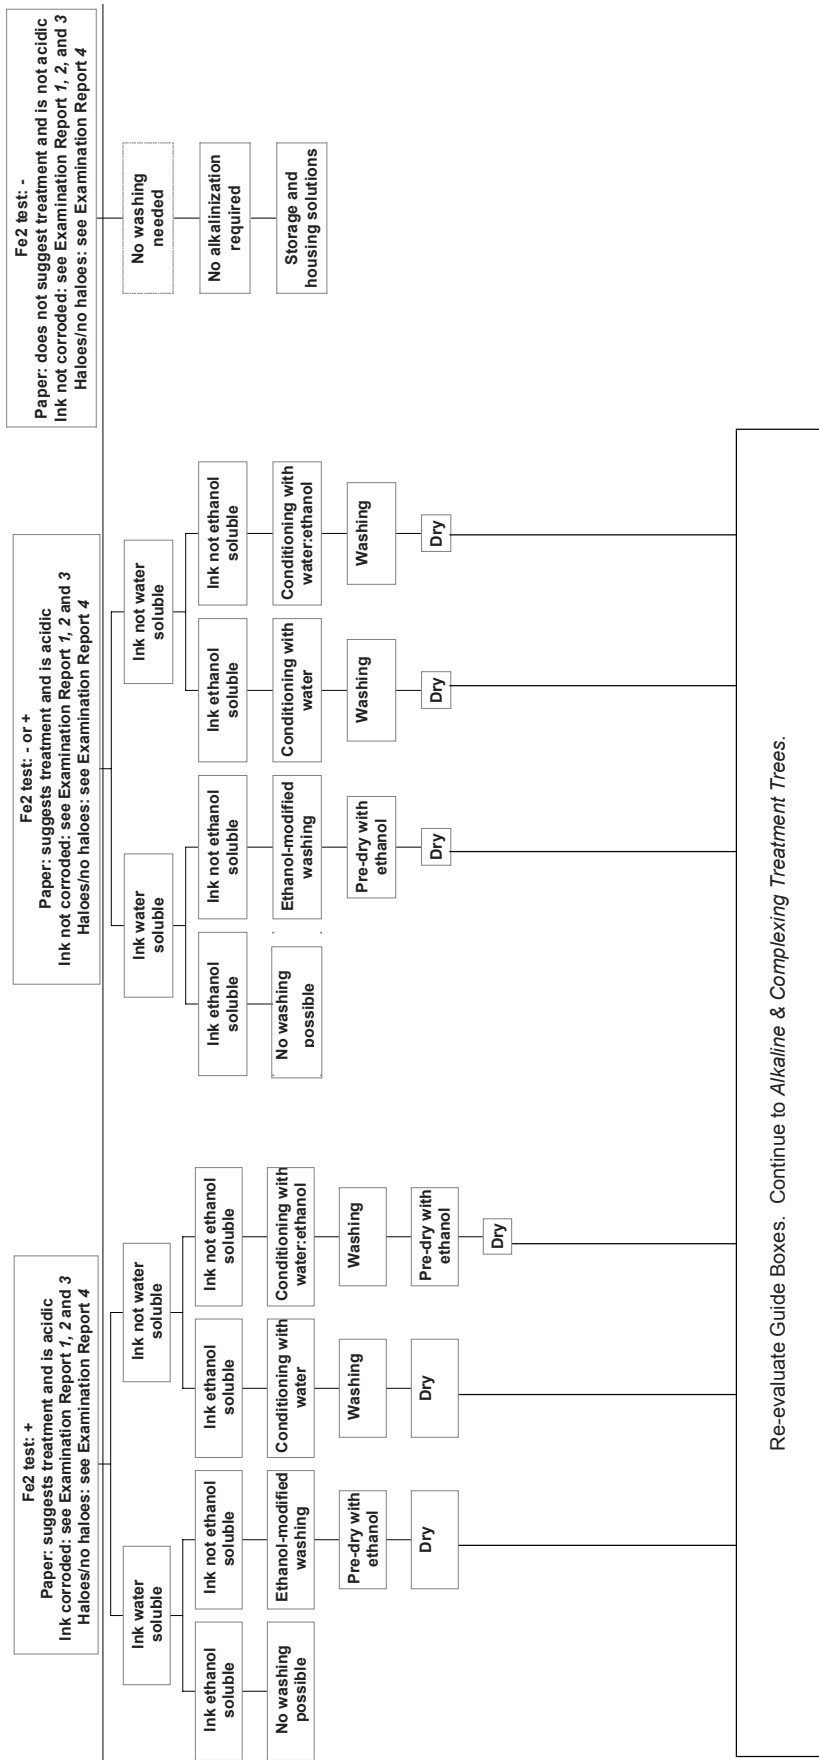 Fe2 test: +
Paper: suggests treatment and is acidic
Ink corroded: see Examination Report 1, 2 and 3
Haloes/no haloes: see Examination Report 4
Ink water
soluble
Ink ethanol
soluble
No washing
possible
Ink not ethanol
soluble
Ethanol-modified
washing
Pre-dry with
ethanol
Dry
Ink not water
soluble
Ink ethanol
soluble
Conditioning with
water
Washing
Dry
Ink not ethanol
soluble
Conditioning with
water:ethanol
Washing
Pre-dry with
ethanol
Dry
Fe2 test: - or +
Paper: suggests treatment and is acidic
Ink not corroded: see Examination Report 1, 2 and 3
Haloes/no haloes: see Examination Report 4
Ink water
soluble
Ink ethanol
soluble
No washing
possible
Ink not ethanol
soluble
Ethanol-modified
washing
Pre-dry with
ethanol
Dry
Ink not water
soluble
Ink ethanol
soluble
Conditioning with
water
Washing
Dry
Ink not ethanol
soluble
Conditioning with
water:ethanol
Washing
Dry
Fe2 test: -
Paper: does not suggest treatment and is not acidic
Ink not corroded: see Examination Report 1, 2, and 3
Haloes/no haloes: see Examination Report 4
No washing
needed
No alkalinization
required
Storage and
housing solutions
Re-evaluate Guide Boxes. Continue to Alkaline & Complexing Treatment Trees.